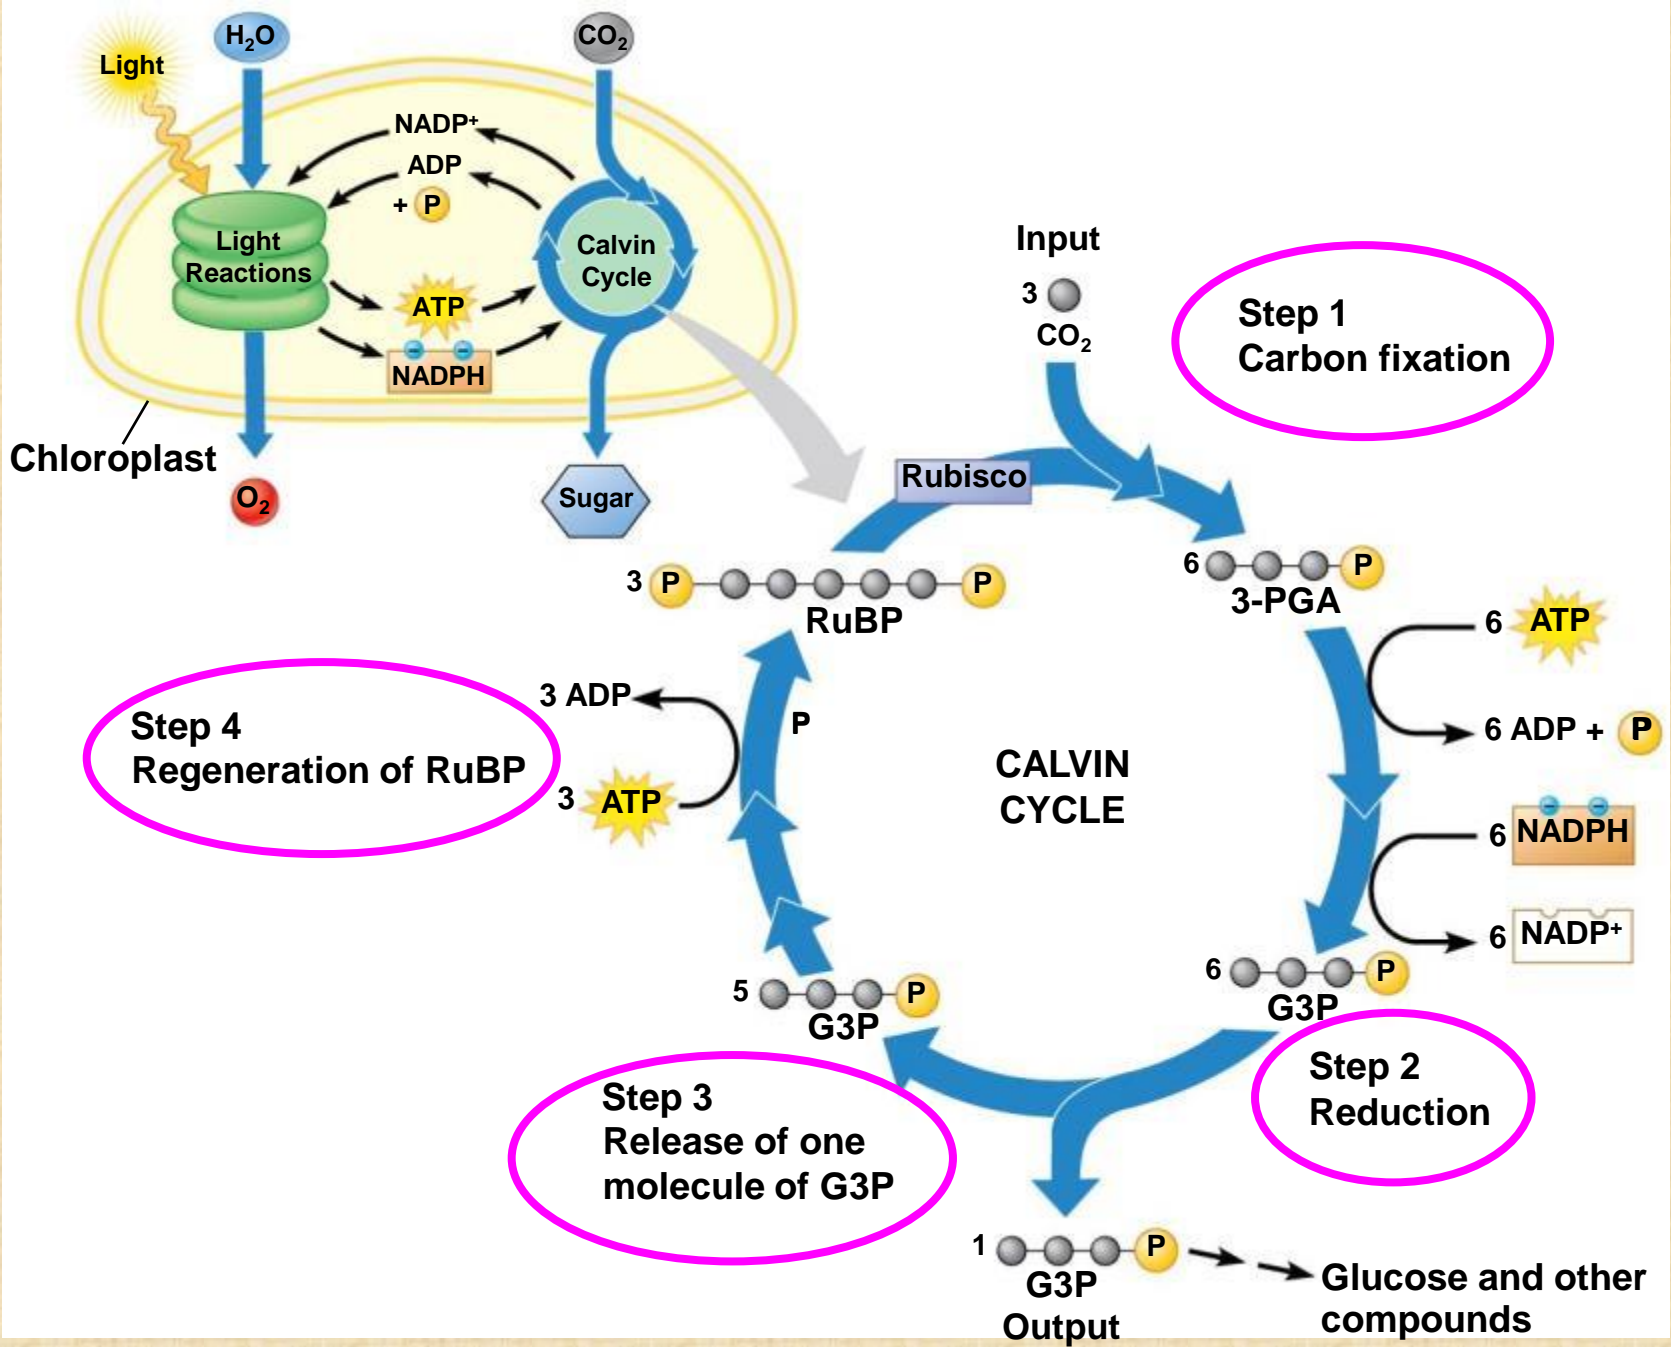 Light
H₂O
CO₂
NADP⁺
ADP
+ P
Light
Reactions
Calvin
Cycle
ATP
NADPH
Chloroplast
O₂
Sugar
Input
3
CO₂
Step 1
Carbon fixation
Rubisco
3 P P
RuBP
6 P
3-PGA
6 ATP
6 ADP + P
6 NADPH
6 NADP⁺
Step 4
Regeneration of RuBP
3 ADP
P
3 ATP
CALVIN
CYCLE
5 P
G3P
6 P
G3P
Step 2
Reduction
Step 3
Release of one
molecule of G3P
1 P
G3P
Output
Glucose and other
compounds